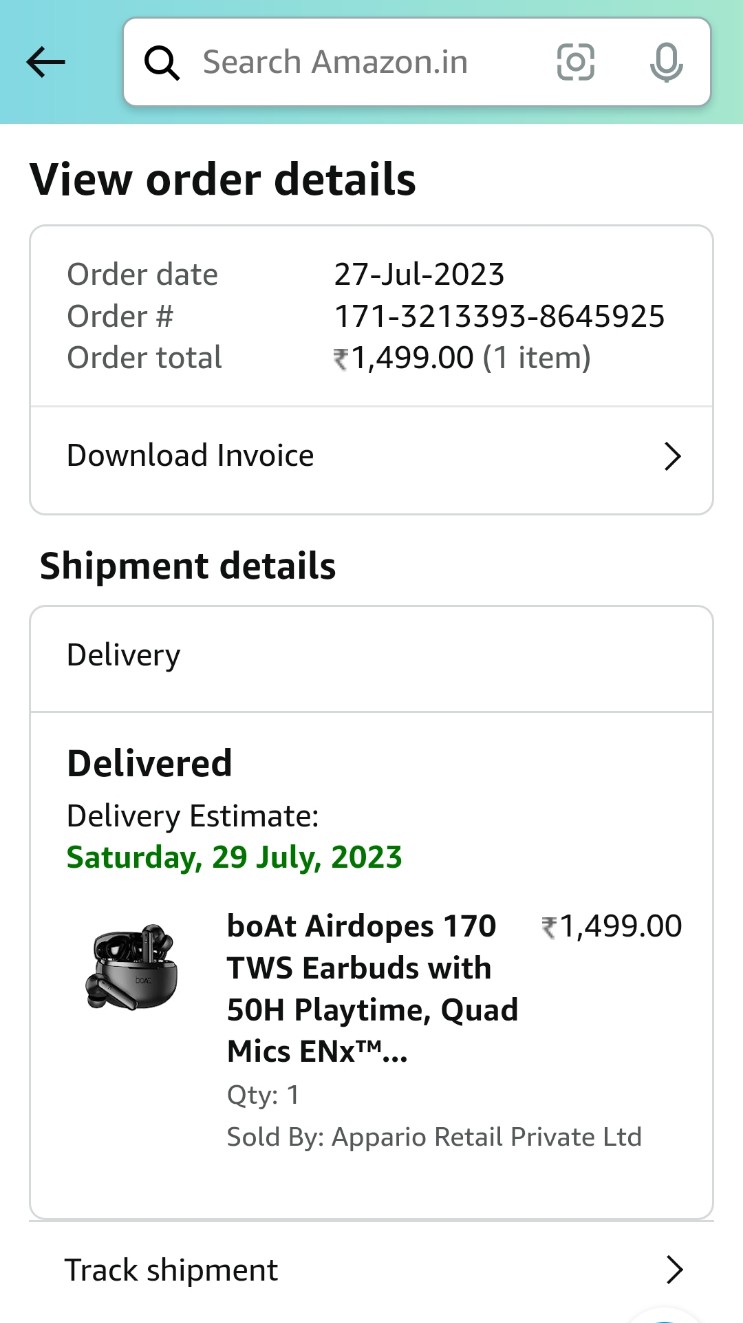 Search Amazon.in
View order details
Order date 27-Jul-2023
Order # 171-3213393-8645925
Order total ₹1,499.00 (1 item)
Download Invoice
Shipment details
Delivery
Delivered
Delivery Estimate:
Saturday, 29 July, 2023
boAt Airdopes 170 ₹1,499.00
TWS Earbuds with
50H Playtime, Quad
Mics ENx™...
Qty: 1
Sold By: Appario Retail Private Ltd
Track shipment